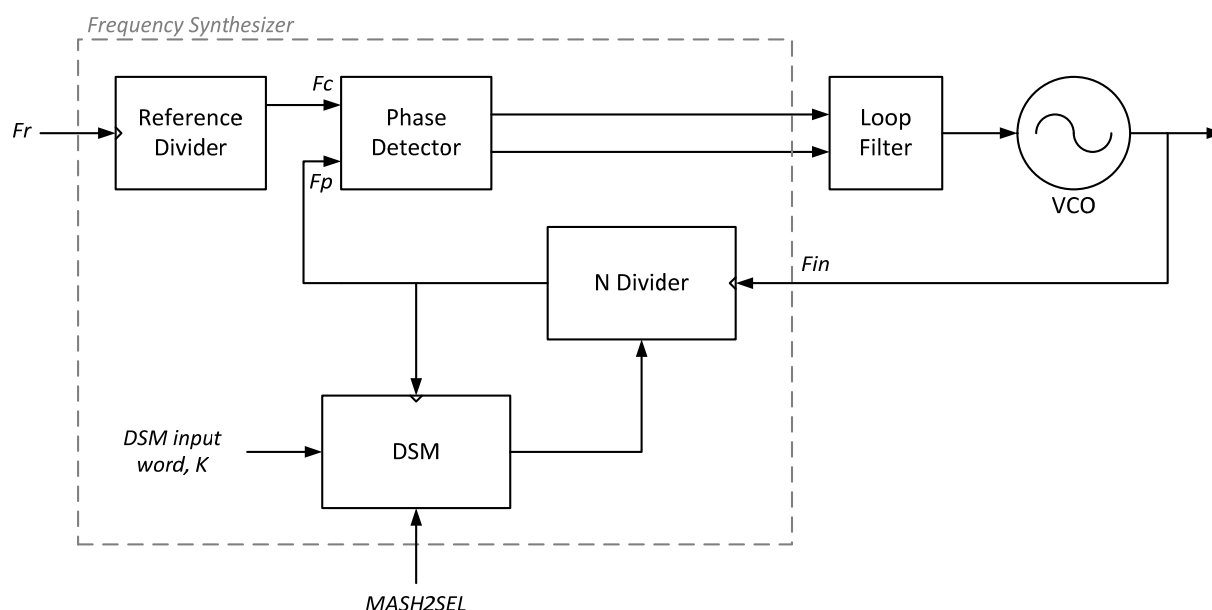 Frequency Synthesizer
Fr
Reference
Divider
Fc
Fp
Phase
Detector
Loop
Filter
VCO
N Divider
Fin
DSM input
word, K
DSM
MASH2SEL